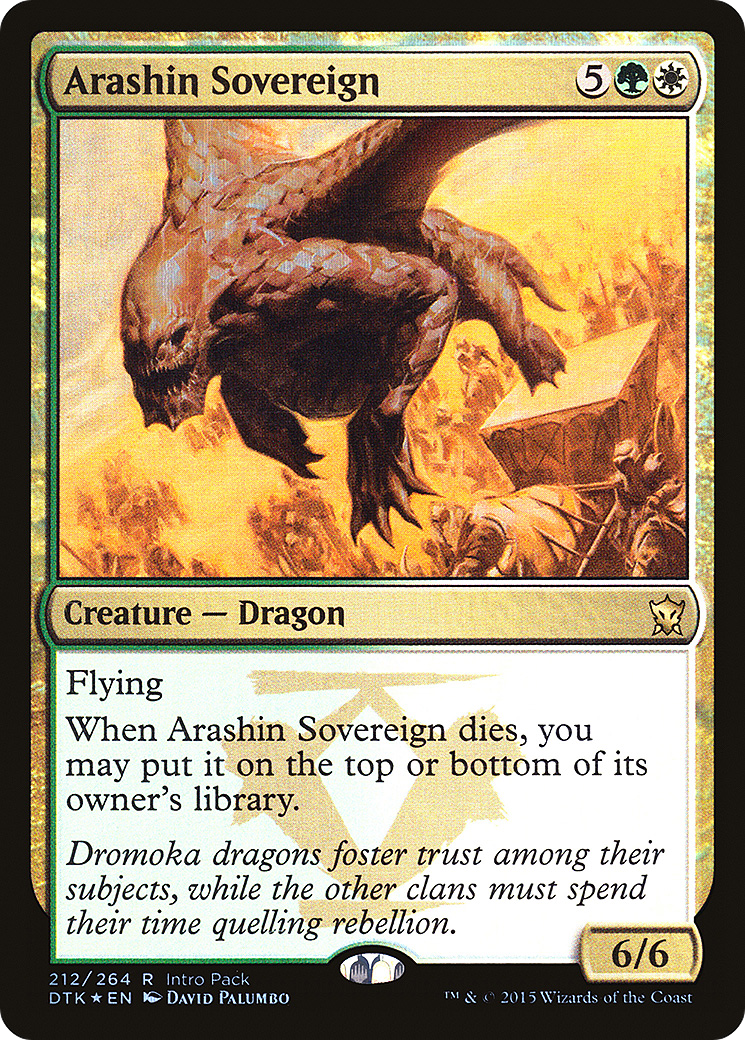 Arashin Sovereign 5
Creature — Dragon
Flying
When Arashin Sovereign dies, you
may put it on the top or bottom of its
owner's library.
Dromoka dragons foster trust among their
subjects, while the other clans must spend
their time quelling rebellion.
6/6
212/264 R Intro Pack
DTK ★ EN David Palumbo
™ & © 2015 Wizards of the Coast